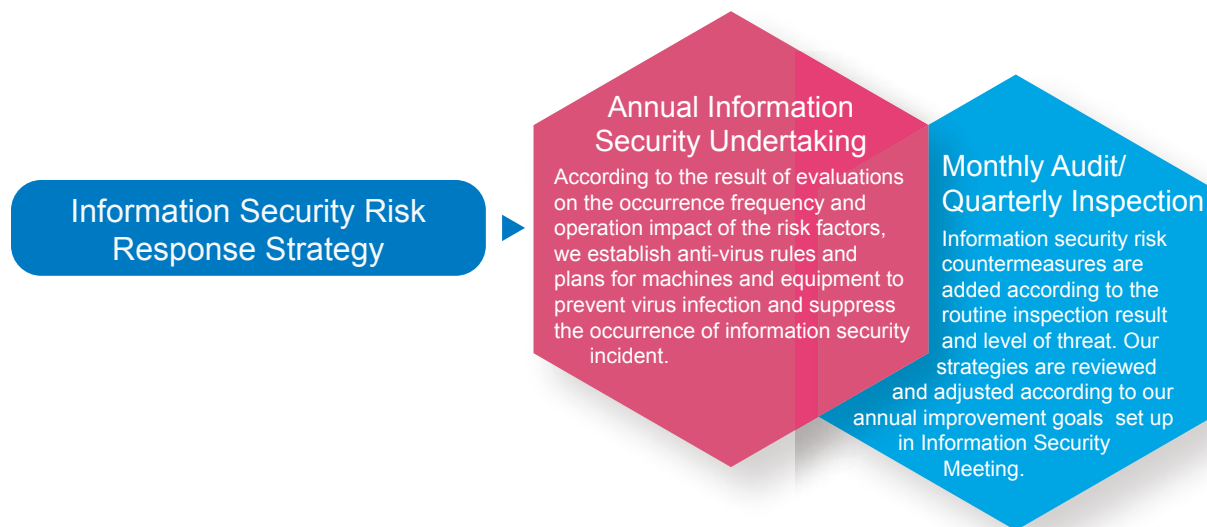 Information Security Risk
Response Strategy
Annual Information
Security Undertaking
According to the result of evaluations
on the occurrence frequency and
operation impact of the risk factors,
we establish anti-virus rules and
plans for machines and equipment to
prevent virus infection and suppress
the occurrence of information security
incident.
Monthly Audit/
Quarterly Inspection
Information security risk
countermeasures are
added according to the
routine inspection result
and level of threat. Our
strategies are reviewed
and adjusted according to our
annual improvement goals set up
in Information Security
Meeting.